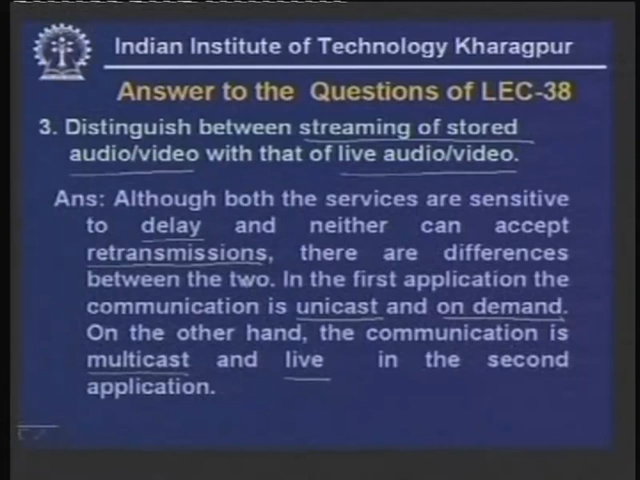 Indian Institute of Technology Kharagpur
Answer to the Questions of LEC-38
3. Distinguish between streaming of stored
audio/video with that of live audio/video.
Ans: Although both the services are sensitive
to delay and neither can accept
retransmissions, there are differences
between the two. In the first application the
communication is unicast and on demand.
On the other hand, the communication is
multicast and live in the second
application.